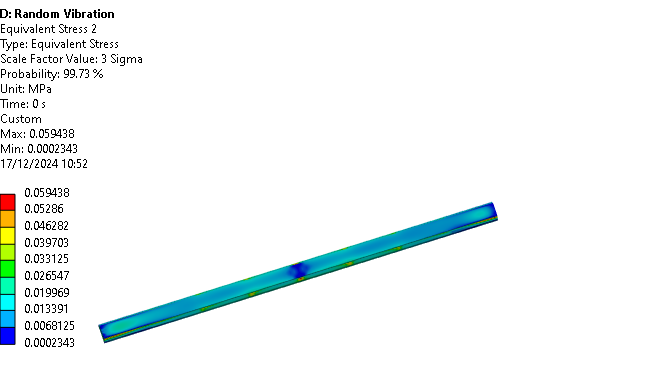 D: Random Vibration
Equivalent Stress 2
Type: Equivalent Stress
Scale Factor Value: 3 Sigma
Probability: 99.73 %
Unit: MPa
Time: 0 s
Custom
Max: 0.059438
Min: 0.0002343
17/12/2024 10:52
0.059438
0.05286
0.046282
0.039703
0.033125
0.026547
0.019969
0.013391
0.0068125
0.0002343